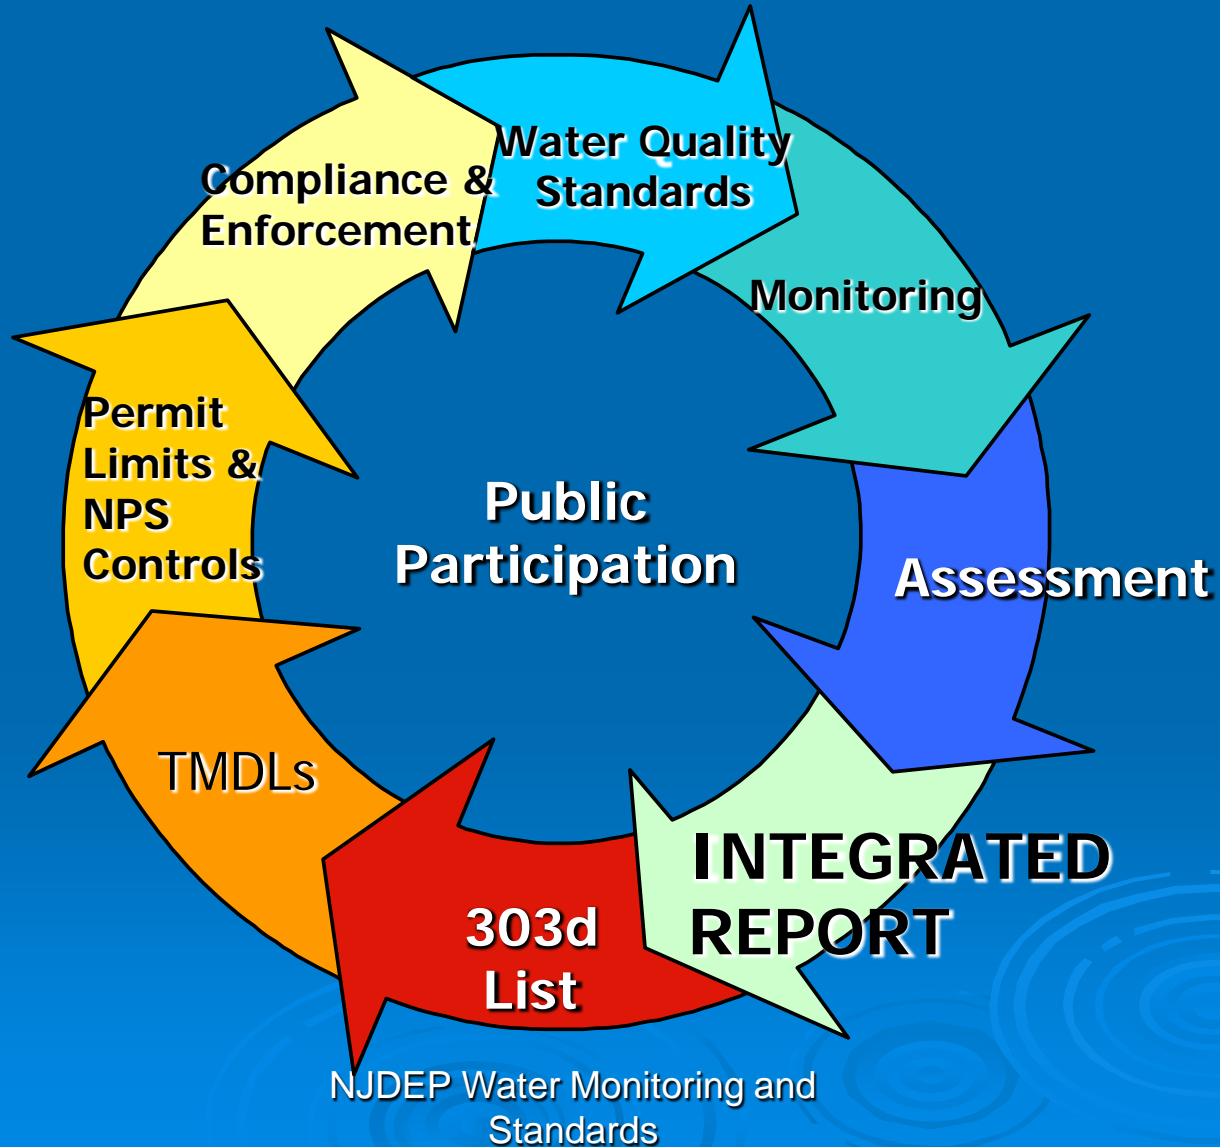 Water Quality
Standards
Monitoring
Assessment
INTEGRATED
REPORT
303d
List
TMDLs
Permit
Limits &
NPS
Controls
Compliance &
Enforcement
Public
Participation
NJDEP Water Monitoring and
Standards